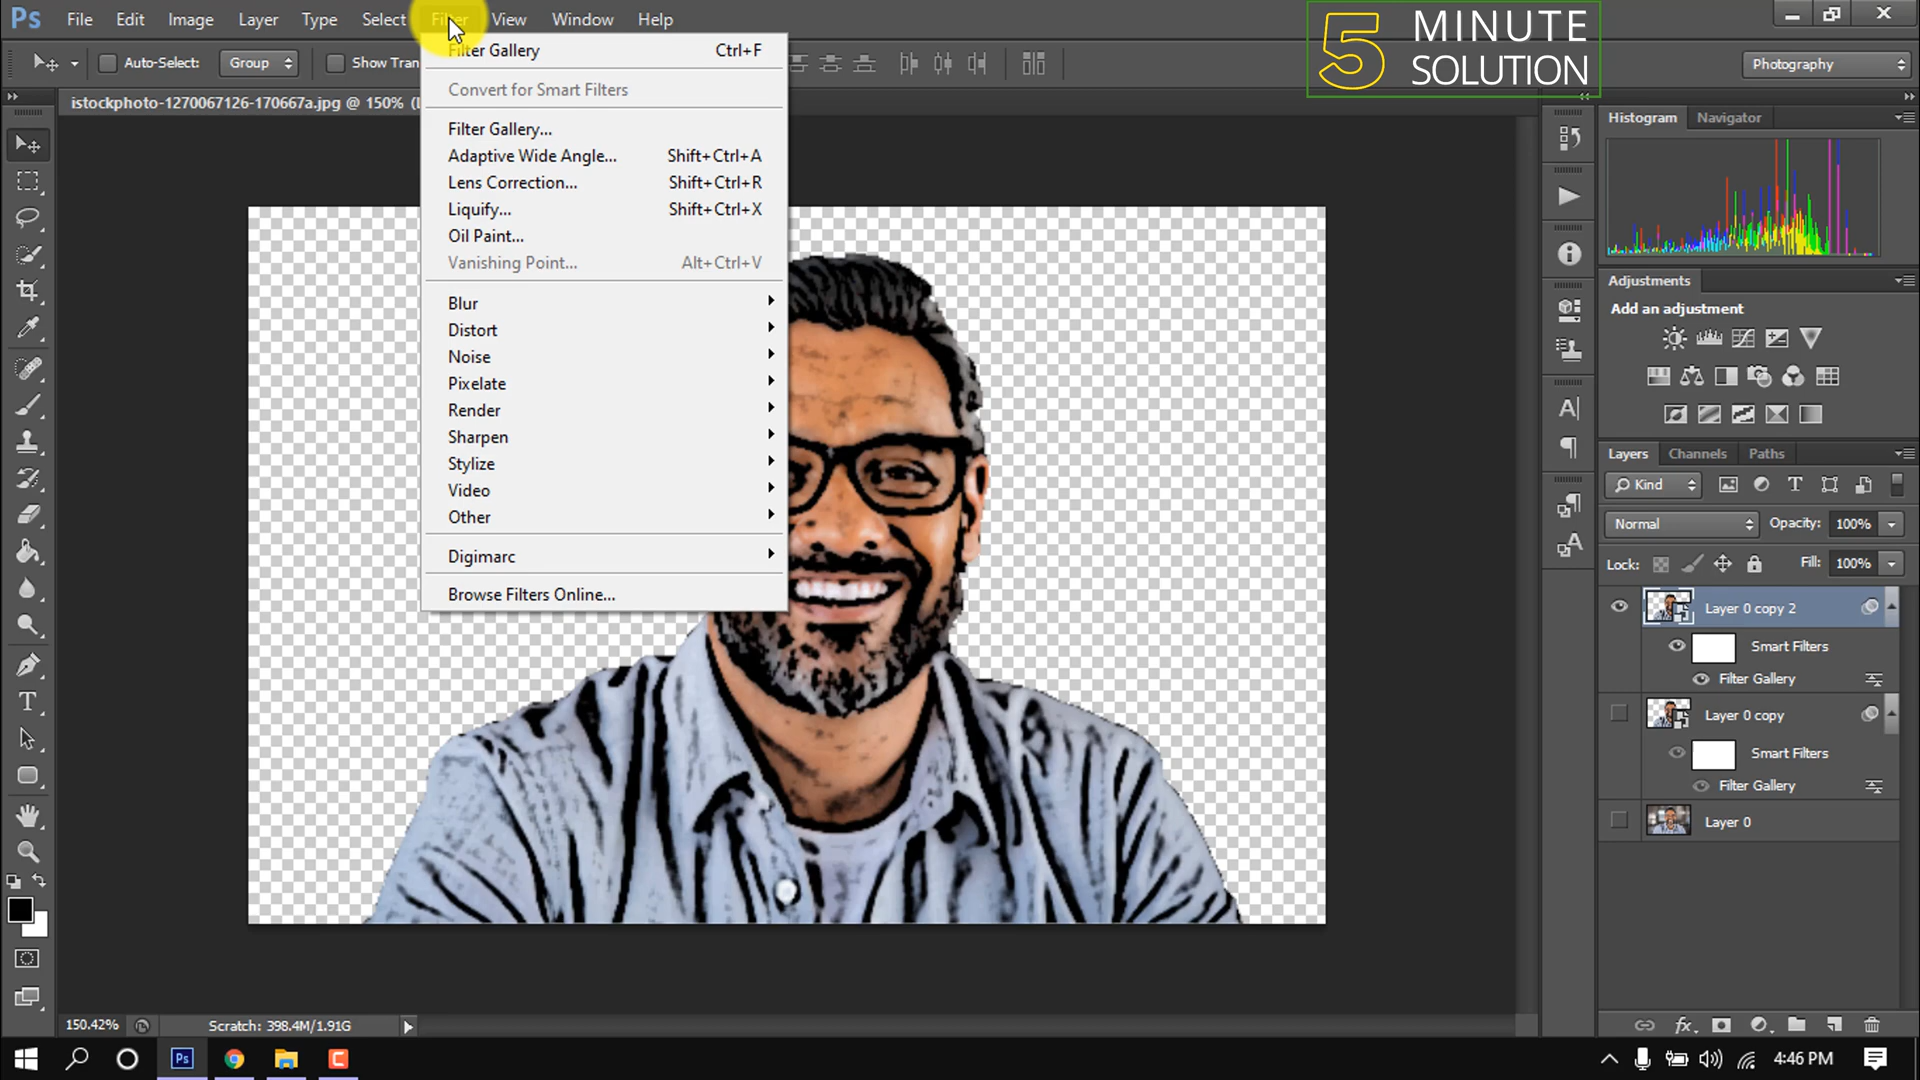 Ps File Edit Image Layer Type Select Filter View Window Help
Auto-Select: Group Show Tran
5 MINUTE SOLUTION
Photography
istockphoto-1270067126-170667a.jpg @ 150% (
Filter Gallery Ctrl+F
Convert for Smart Filters
Filter Gallery...
Adaptive Wide Angle... Shift+Ctrl+A
Lens Correction... Shift+Ctrl+R
Liquify... Shift+Ctrl+X
Oil Paint...
Vanishing Point... Alt+Ctrl+V
Blur
Distort
Noise
Pixelate
Render
Sharpen
Stylize
Video
Other
Digimarc
Browse Filters Online...
Histogram Navigator
Adjustments
Add an adjustment
Layers Channels Paths
Kind
Normal Opacity: 100%
Lock: Fill: 100%
Layer 0 copy 2
Smart Filters
Filter Gallery
Layer 0 copy
Smart Filters
Filter Gallery
Layer 0
150.42% Scratch: 398.4M/1.91G
Ps 4:46 PM